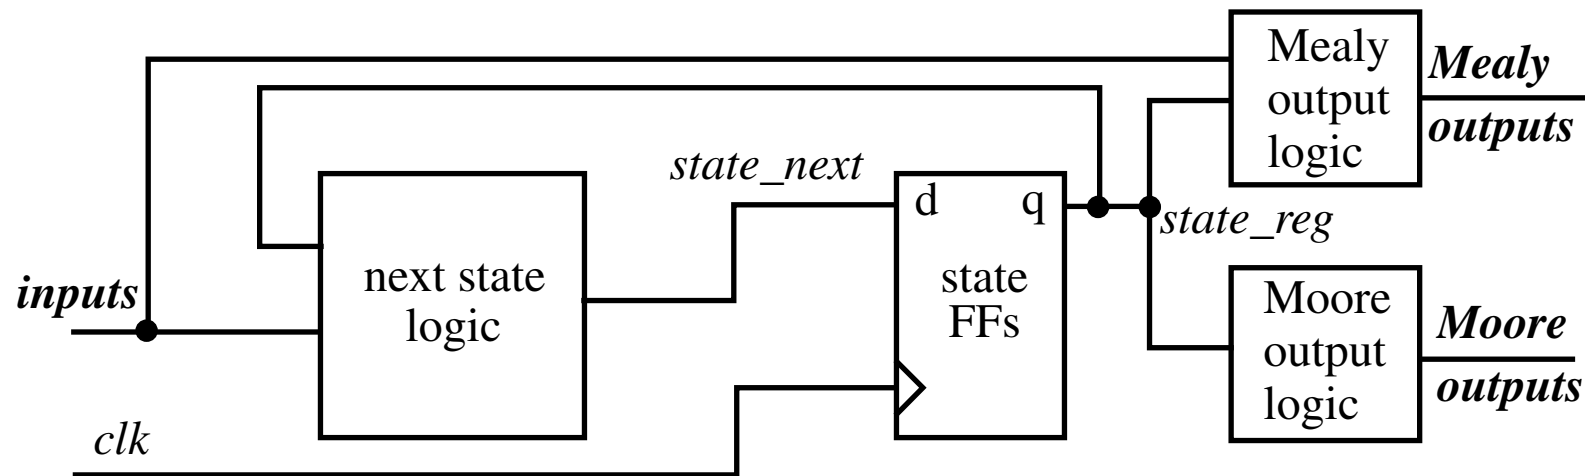 Mealy
output
logic
Mealy
outputs
state_next
d
q
state_reg
next state
logic
state
FFs
inputs
Moore
output
logic
Moore
outputs
clk